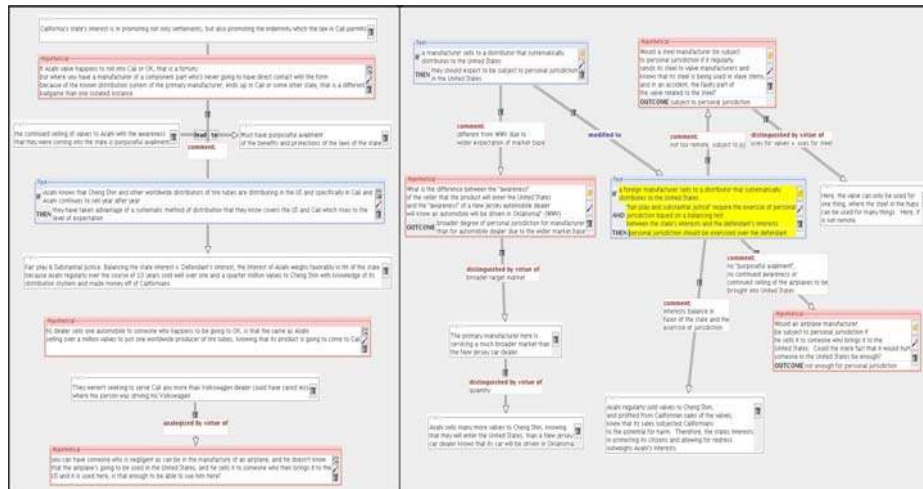 California's state's interest is in promoting not only settlements, but also promoting the indemnity which the law in Cali permits
Hypothetical
If Asahi valve happens to roll into Cali or OK, that is a fortuity
but where you have a manufacturer of a component part who's never going to have direct contact with the form
because of the known distribution system of the primary manufacturer, ends up in Cali or some other state, that is a different
ballgame than one isolated instance
the continued selling of valves to Asahi with the awareness
that they were coming into the state is purposeful availment
lead_to
Must have purposeful availment
of the benefits and protections of the laws of the state
comment:
Test
IF Asahi knows that Cheng Shin and other worldwide distributors of tire tubes are distributing in the US and specifically in Cali and
Asahi continues to sell year after year
THEN they have taken advantage of a systematic method of distribution that they know covers the US and Cali which rises to the
level of expectation
Fair play & Substantial justice. Balancing the state interest v. Defendant's interest, the interest of Asahi weighs favorably in fth of the state
because Asahi regularly over the course of 10 years sold well over one and a quarter million valves to Cheng Shin with knowledge of its
distribution system and made money off of Californians
Hypothetical
NJ dealer sells one automobile to someone who happens to be going to OK, is that the same as Asahi
selling over a million valves to just one worldwide producer of tire tubes, knowing that its product is going to come to Cali
They weren't seeking to serve Cali any more than Volkswagen dealer could have cared less
where his person was driving his Volkswagen
analogized by virtue of
Hypothetical
you can have someone who is negligent as can be in the manufacture of an airplane, and he doesn't know
that the airplane's going to be used in the United States, and he sells it to someone who then brings it to the
US and it is used here, is that enough to be able to sue him here?
Test
IF a manufacturer sells to a distributor that systematically
distributes to the United States
THEN they should expect to be subject to personal jurisdiction
in the United States
comment:
different from WWV due to
wider expectation of market type
modified to
Hypothetical
What is the difference between the "awareness"
of the seller that the product will enter the United States
and the "awareness" of a New Jersey automobile dealer
will know an automobile will be driven in Oklahoma? (WWV)
OUTCOME broader degree of personal jurisdiction for manufacturer
than for automobile dealer due to the wider market base
distinguished by virtue of
broader target market
The primary manufacturer here is
servicing a much broader market than
the New Jersey car dealer
distinguished by virtue of
quantity
Asahi sells many more valves to Cheng Shin, knowing
that they will enter the United States, than a New Jersey
car dealer knows that its car will be driven in Oklahoma.
Hypothetical
Would a steel manufacturer be subject
to personal jurisdiction if it regularly
sends its steel to valve manufacturers and
knows that its steel is being used in valve stems,
and in an accident, the faulty part of
the valve related to the steel?
OUTCOME subject to personal jurisdiction
comment:
not too remote, subject to pj
distinguished by virtue of
uses for valves v. uses for steel
Here, the valve can only be used for
one thing, where the steel in the hypo
can be used for many things. Here, it
is not remote.
Test
IF a foreign manufacturer sells to a distributor that systematically
distributes to the United States
AND "fair play and substantial justice" require the exercise of personal
jurisdiction based on a balancing test
between the state's interests and the defendant's interests
THEN personal jurisdiction should be exercised over the defendant
comment:
no "purposeful availment",
no continued awareness or
continued selling of the airplanes to be
brought into United States
comment:
Interests balance in
favor of the state and the
exercise of jurisdiction
Hypothetical
Would an airplane manufacturer
be subject to personal jurisdiction if
he sells it to someone who brings it to the
United States. Could the mere fact that it would hurt
someone in the United States be enough?
OUTCOME not enough for personal jurisdiction
Asahi regularly sold valves to Cheng Shin,
and profited from Californian sales of the valves,
knew that its sales subjected Californians
to the potential for harm. Therefore, the states interests
in protecting its citizens and allowing for redress
outweighs Asahi's interests.